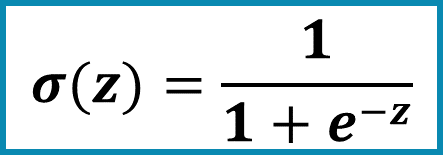 σ(z) = 1 / (1 + e^{-z})